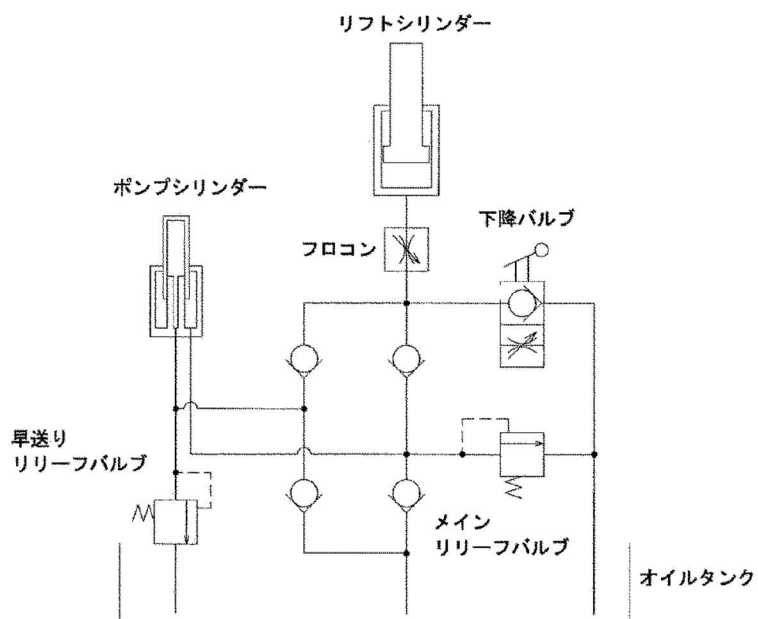 リフトシリンダー
ポンプシリンダー
下降バルブ
フロコン
早送り
リリーフバルブ
メイン
リリーフバルブ
オイルタンク